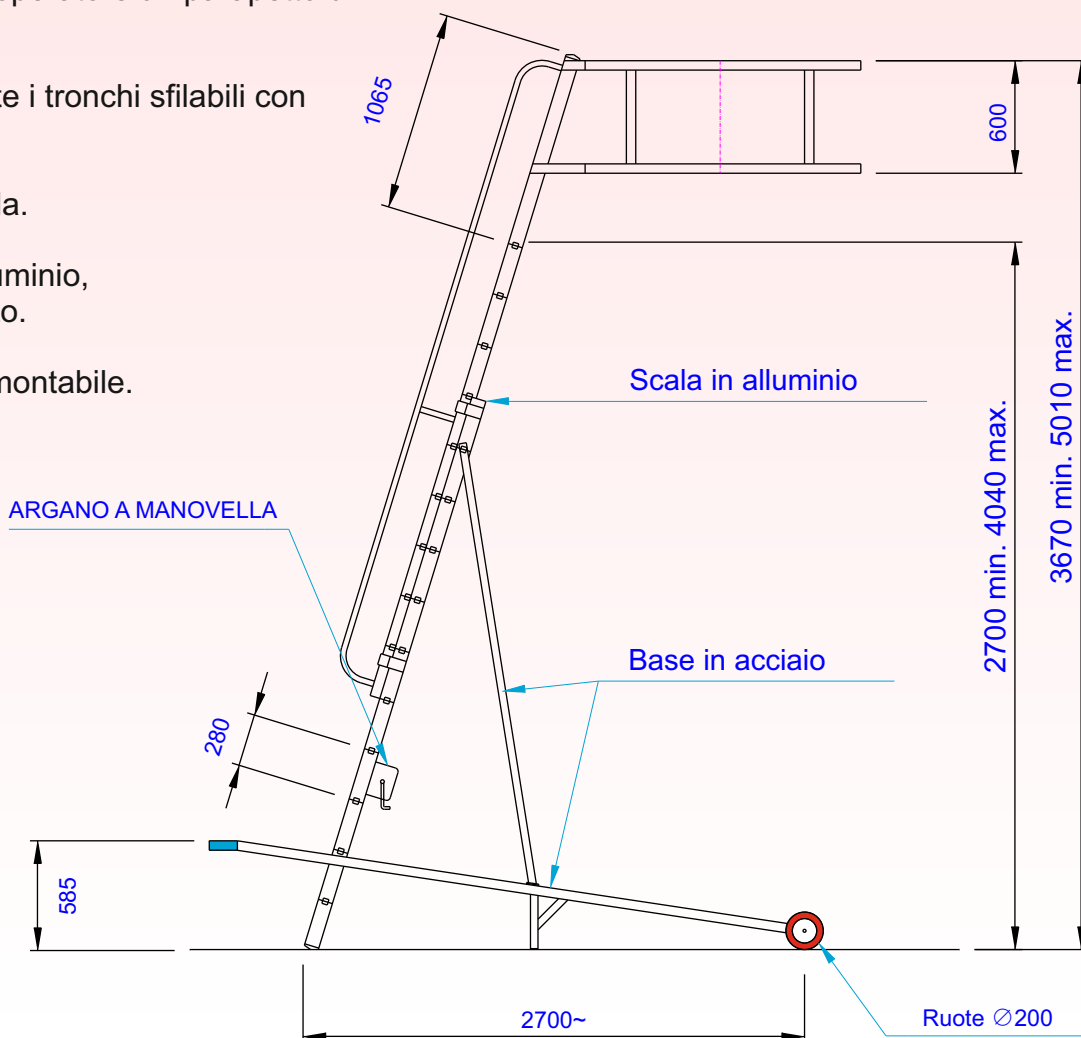 te i tronchi sfilabili con
montabile.
1065
600
Scala in alluminio
2700 min. 4040 max.
3670 min. 5010 max.
ARGANO A MANOVELLA
Base in acciaio
280
585
2700~
Ruote ∅200